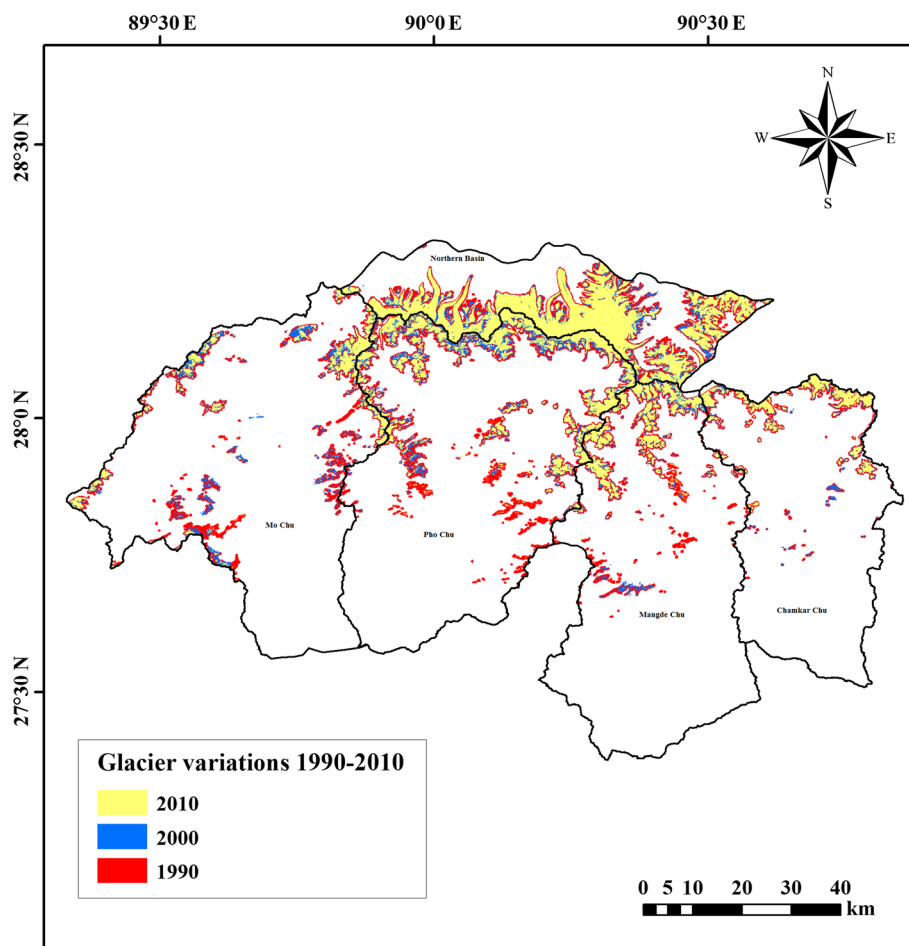 89°30 E
90°0 E
90°30 E
28°30 N
28°0 N
27°30 N
N
W
E
S
Northern Basin
Mo Chu
Pho Chu
Mangde Chu
Chamkar Chu
Glacier variations 1990-2010
2010
2000
1990
0 5 10 20 30 40
km